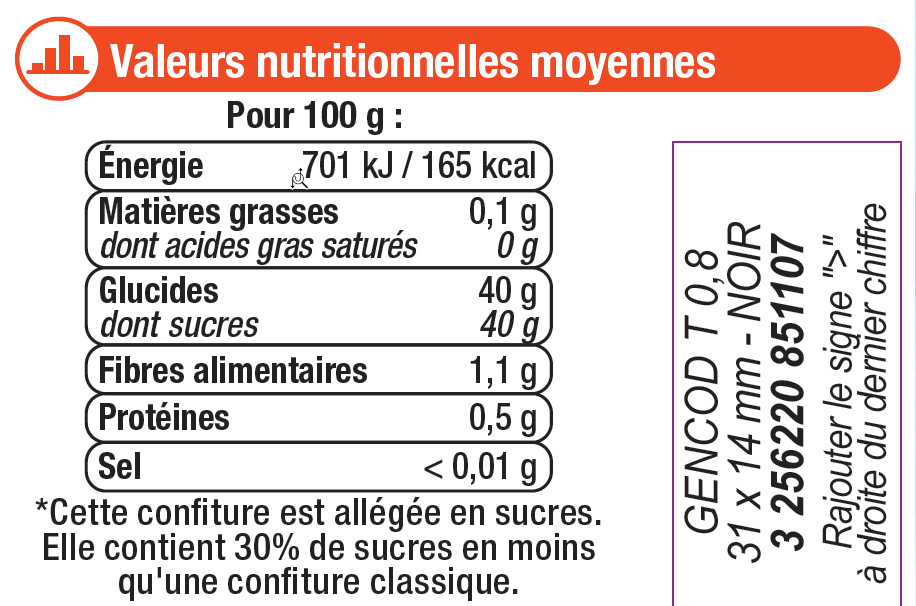 Valeurs nutritionnelles moyennes
Pour 100 g :
Énergie 701 kJ / 165 kcal
Matières grasses 0,1 g
dont acides gras saturés 0 g
Glucides 40 g
dont sucres 40 g
Fibres alimentaires 1,1 g
Protéines 0,5 g
Sel < 0,01 g
*Cette confiture est allégée en sucres.
Elle contient 30% de sucres en moins
qu'une confiture classique.
GENCOD T 0,8
31 x 14 mm - NOIR
3 256220 851107
Rajouter le signe ">"
à droite du dernier chiffre